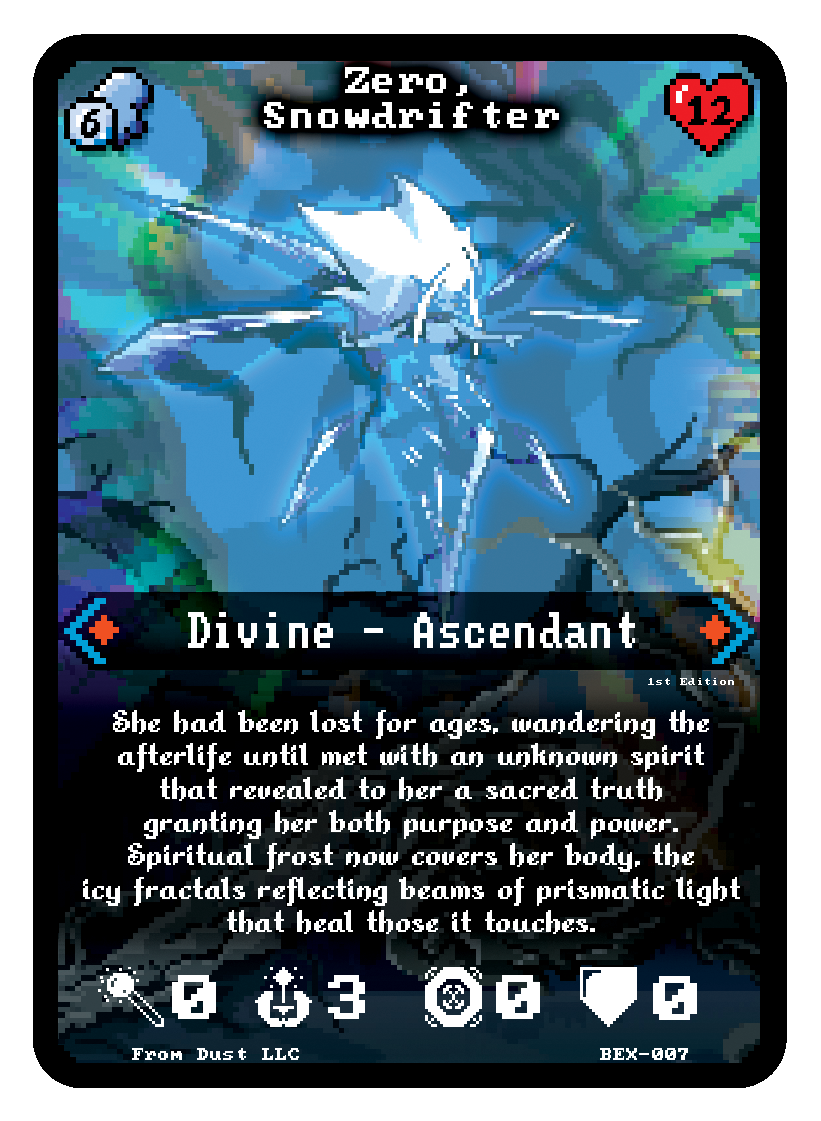 Zero,
Snowdrifter
6
12
Divine - Ascendant
1st Edition
She had been lost for ages, wandering the
afterlife until met with an unknown spirit
that revealed to her a sacred truth
granting her both purpose and power.
Spiritual frost now covers her body, the
icy fractals reflecting beams of prismatic light
that heal those it touches.
0 3 0 0
From Dust LLC
BEX-007